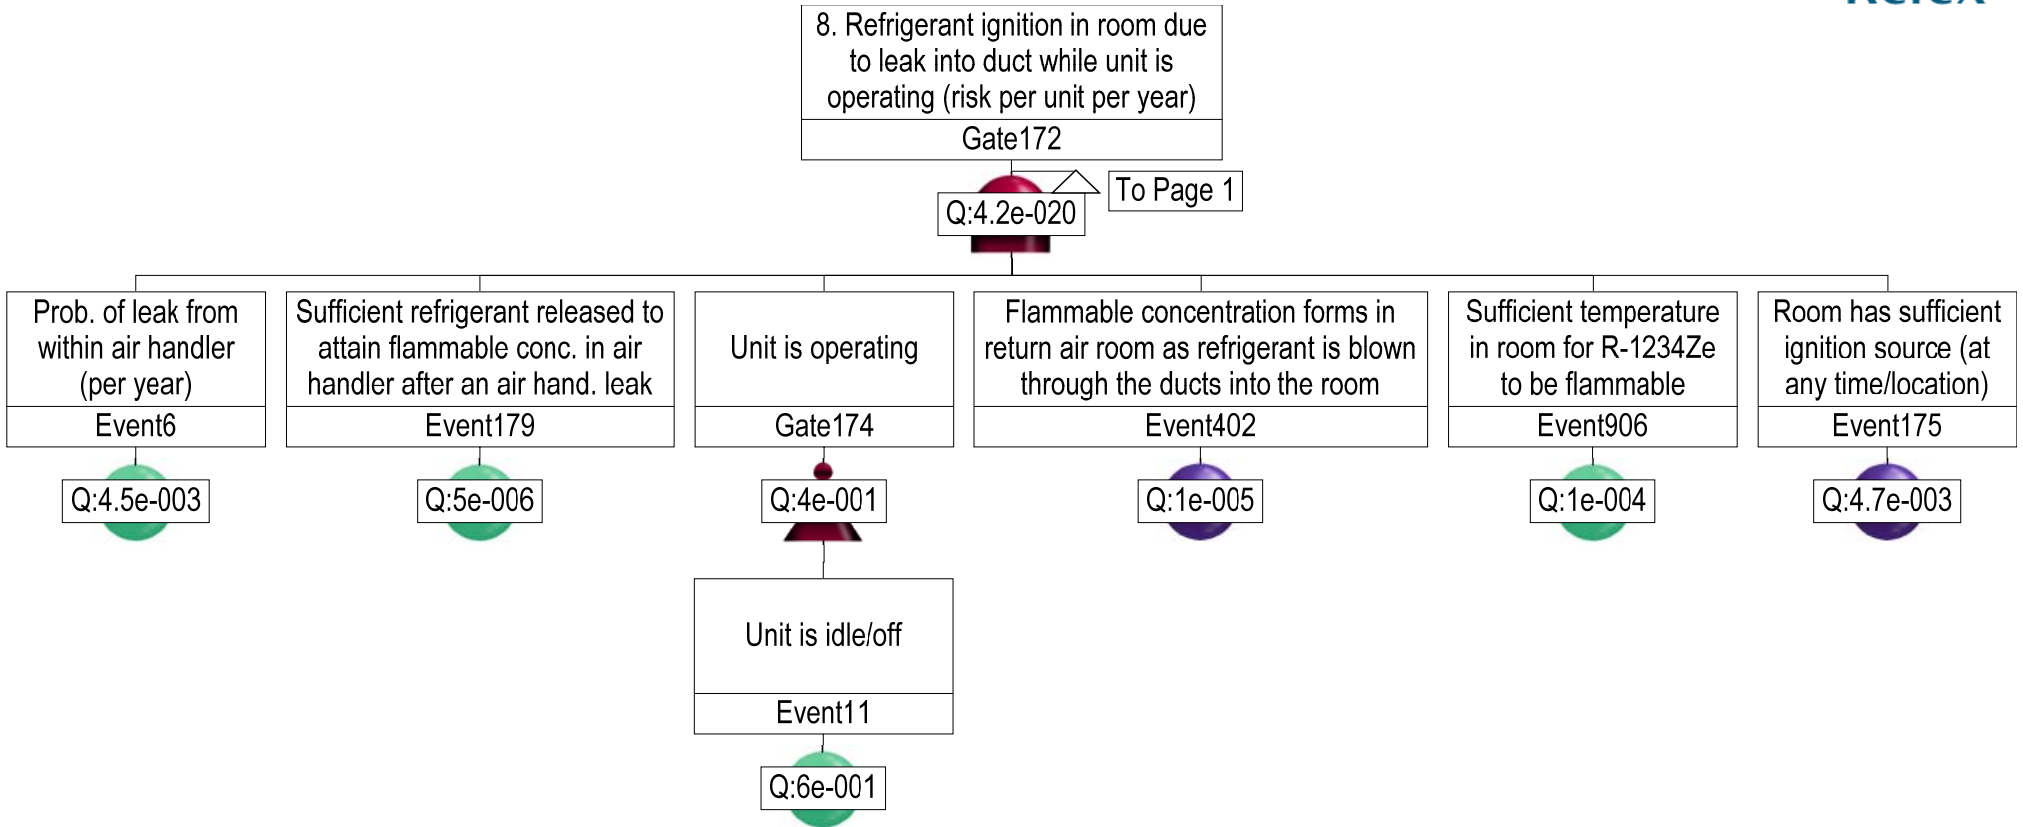 8. Refrigerant ignition in room due
to leak into duct while unit is
operating (risk per unit per year)
Gate172
To Page 1
Q:4.2e-020
Prob. of leak from
within air handler
(per year)
Event6
Q:4.5e-003
Sufficient refrigerant released to
attain flammable conc. in air
handler after an air hand. leak
Event179
Q:5e-006
Unit is operating
Gate174
Q:4e-001
Flammable concentration forms in
return air room as refrigerant is blown
through the ducts into the room
Event402
Q:1e-005
Sufficient temperature
in room for R-1234Ze
to be flammable
Event906
Q:1e-004
Room has sufficient
ignition source (at
any time/location)
Event175
Q:4.7e-003
Unit is idle/off
Event11
Q:6e-001